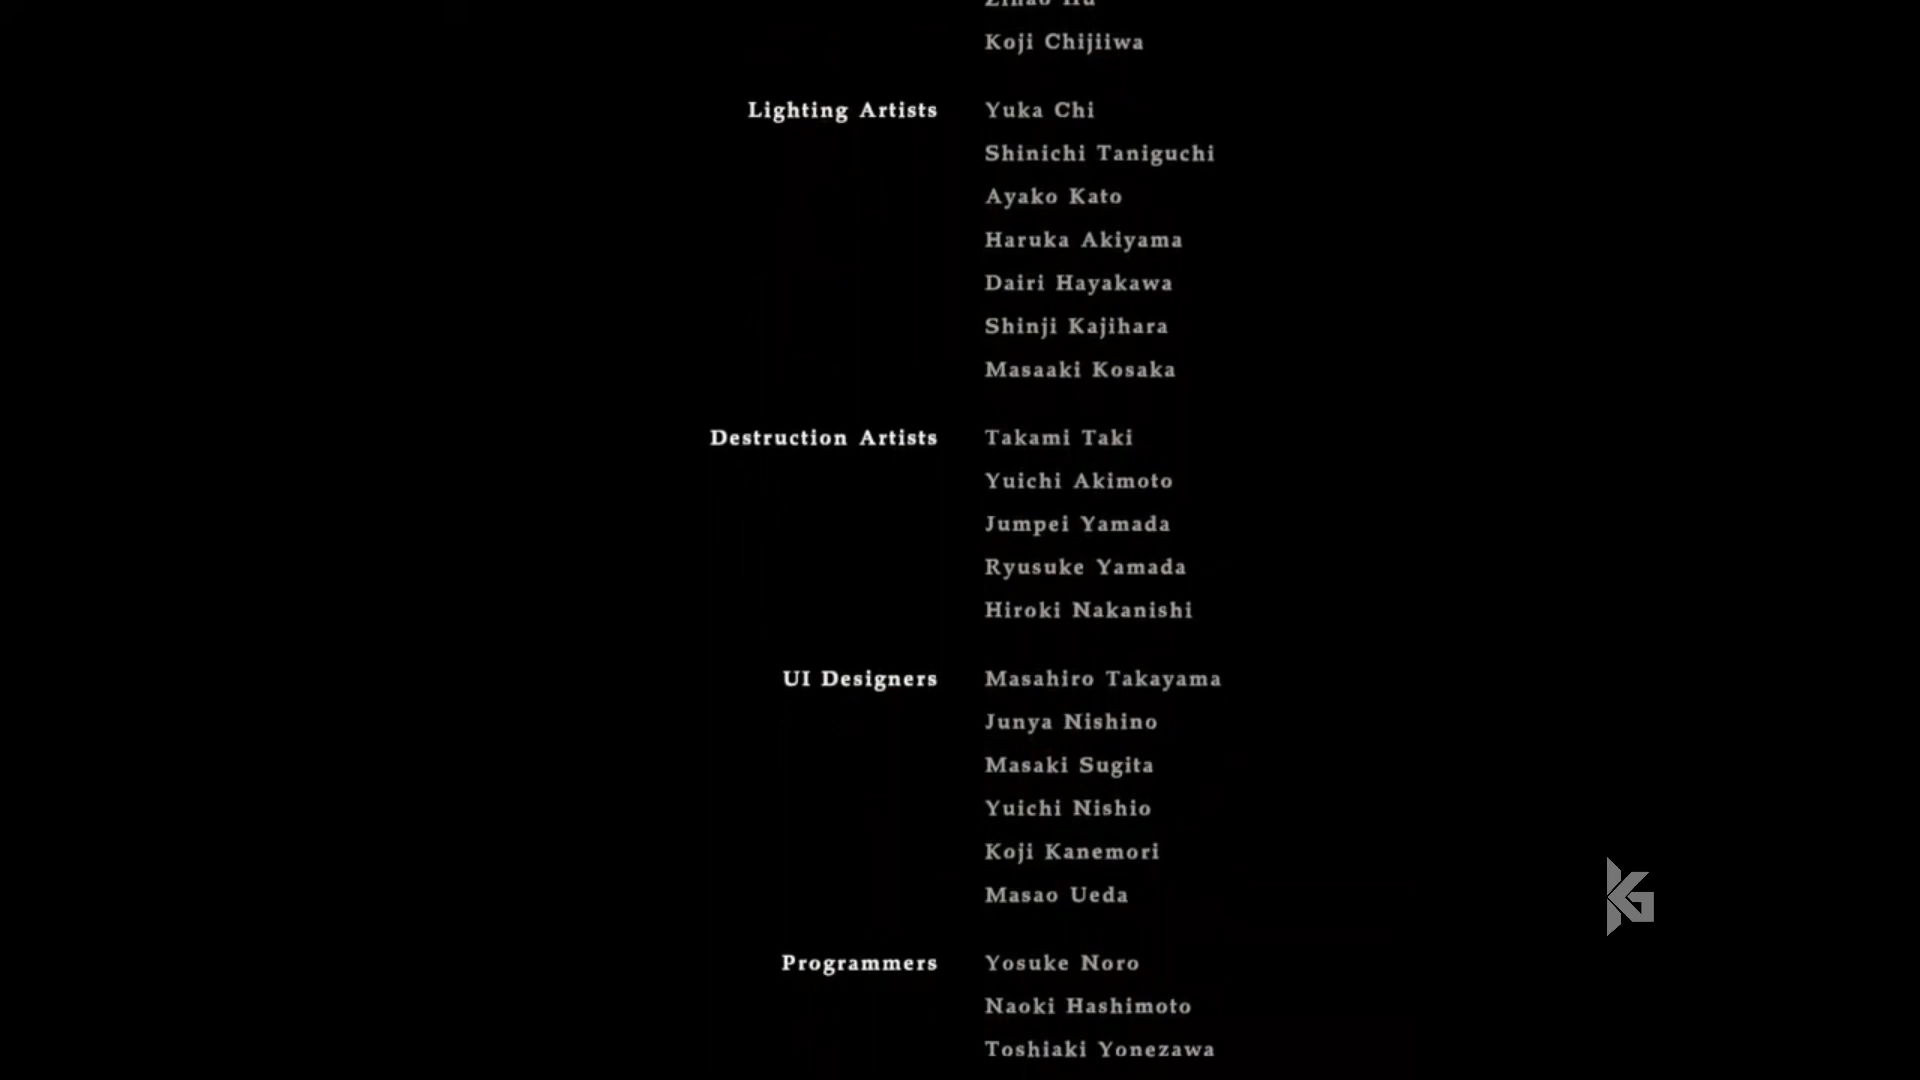 Koji Chijiiwa
Lighting Artists Yuka Chi
Shinichi Taniguchi
Ayako Kato
Haruka Akiyama
Dairi Hayakawa
Shinji Kajihara
Masaaki Kosaka
Destruction Artists Takami Taki
Yuichi Akimoto
Jumpei Yamada
Ryusuke Yamada
Hiroki Nakanishi
UI Designers Masahiro Takayama
Junya Nishino
Masaki Sugita
Yuichi Nishio
Koji Kanemori
Masao Ueda
Programmers Yosuke Noro
Naoki Hashimoto
Toshiaki Yonezawa
KG